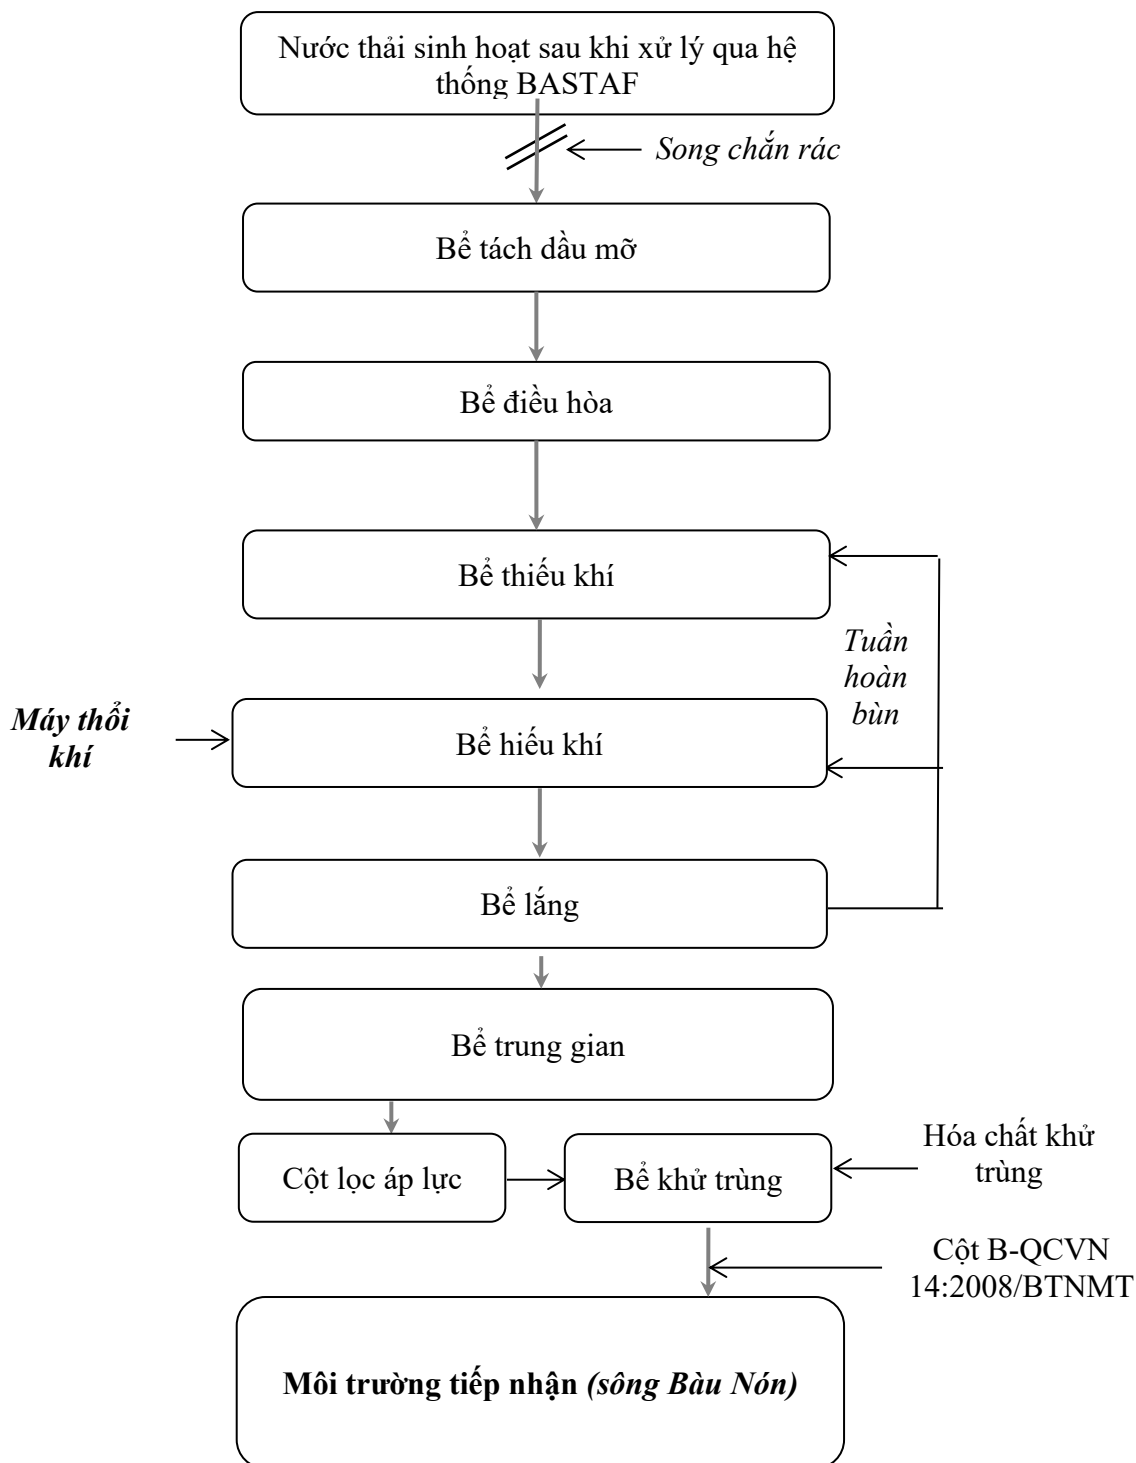 Nước thải sinh hoạt sau khi xử lý qua hệ
thống BASTAF
Song chắn rác
Bể tách dầu mỡ
Bể điều hòa
Bể thiếu khí
Tuần
hoàn
bùn
Máy thổi
khí
Bể hiếu khí
Bể lắng
Bể trung gian
Cột lọc áp lực
Bể khử trùng
Hóa chất khử
trùng
Cột B-QCVN
14:2008/BTNMT
Môi trường tiếp nhận (sông Bàu Nón)